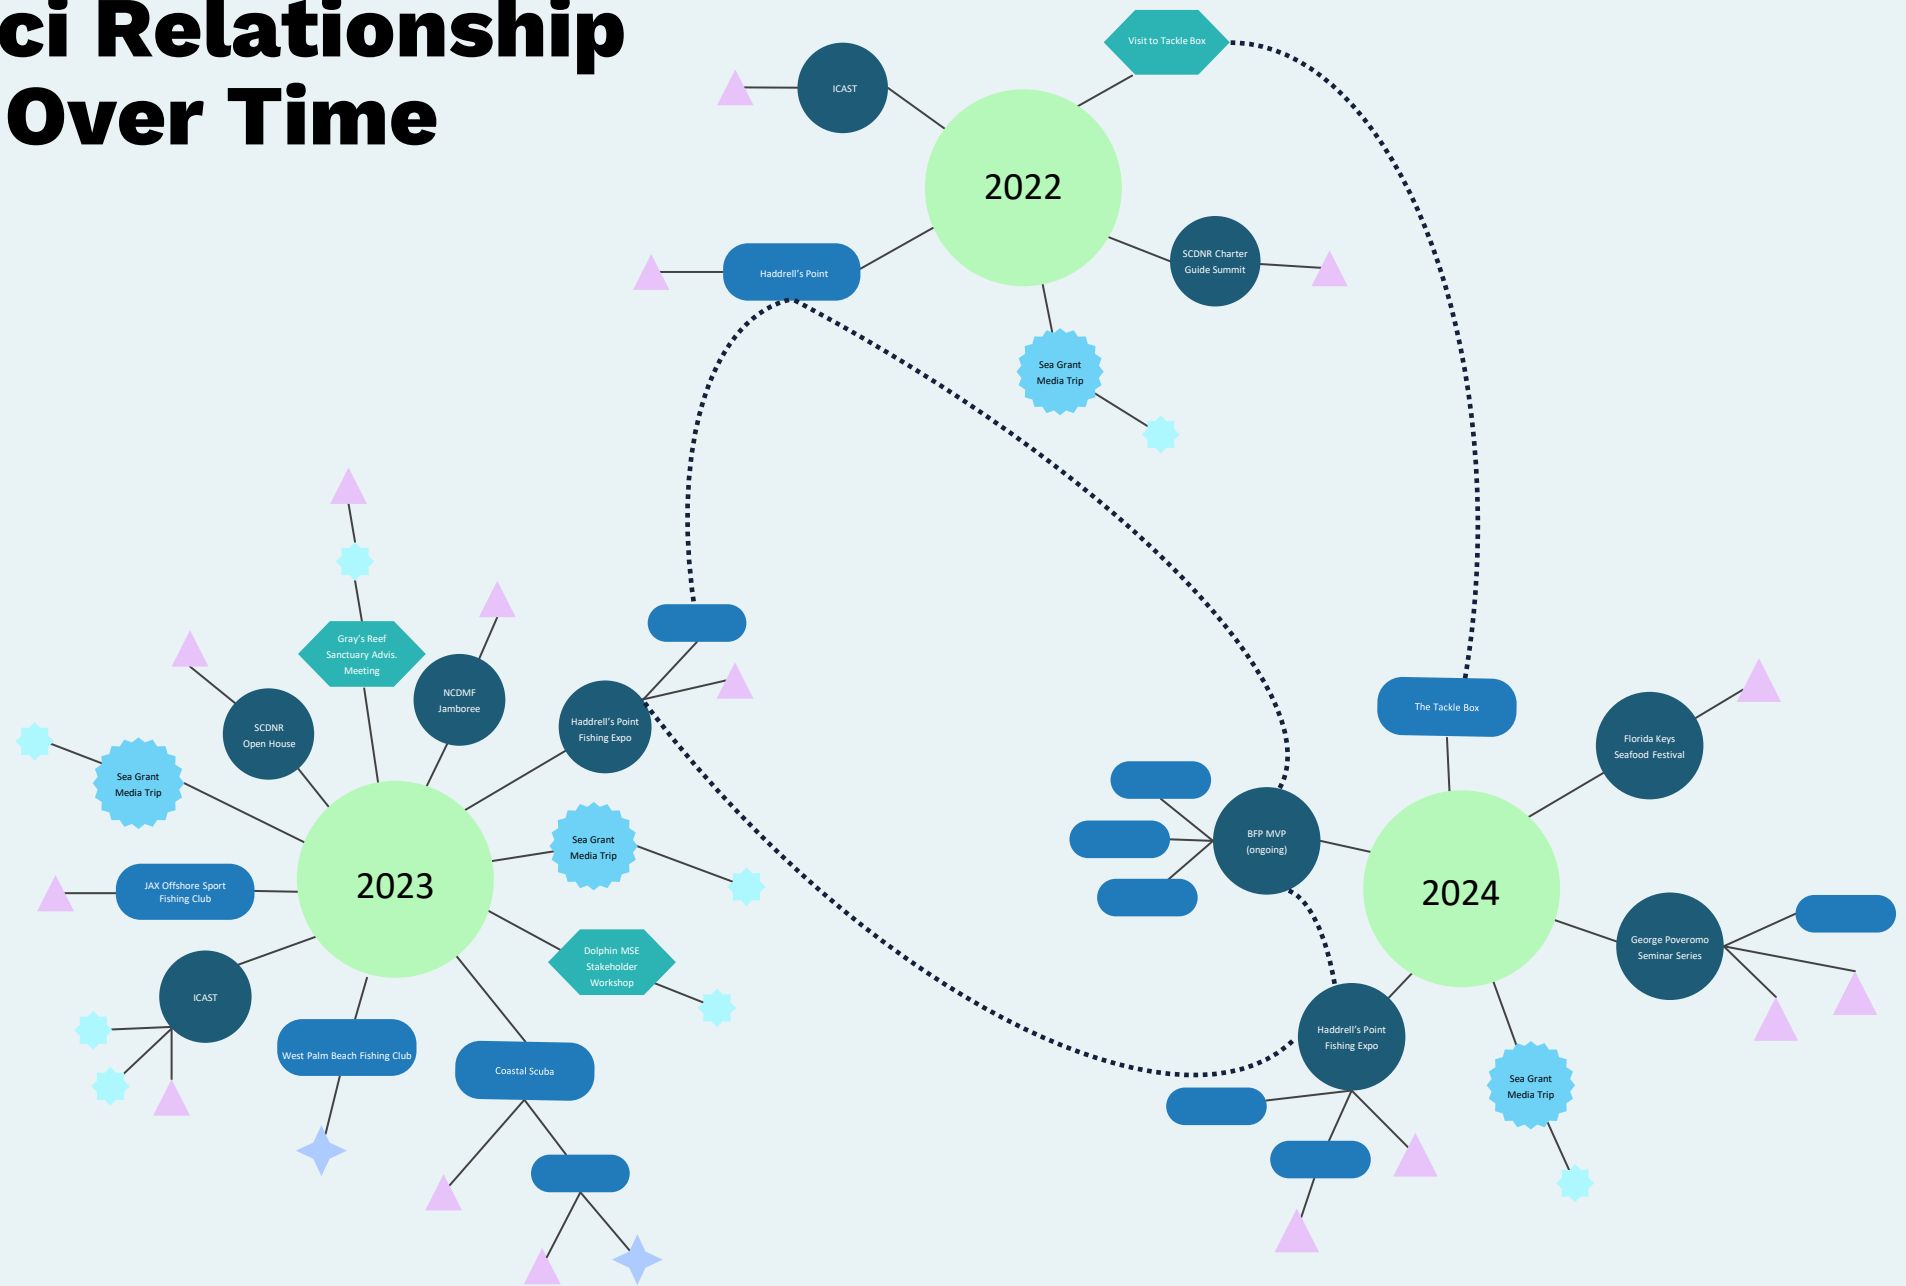 ci Relationship
Over Time
Visit to Tackle Box
ICAST
2022
SCDNR Charter
Guide Summit
Haddrell's Point
Sea Grant
Media Trip
Gray's Reef
Sanctuary Advis.
Meeting
NCDMF
Jamboree
SCDNR
Open House
Haddrell's Point
Fishing Expo
Sea Grant
Media Trip
Sea Grant
Media Trip
JAX Offshore Sport
Fishing Club
2023
Dolphin MSE
Stakeholder
Workshop
ICAST
West Palm Beach Fishing Club
Coastal Scuba
The Tackle Box
Florida Keys
Seafood Festival
BFP MVP
(ongoing)
2024
George Poveromo
Seminar Series
Haddrell's Point
Fishing Expo
Sea Grant
Media Trip